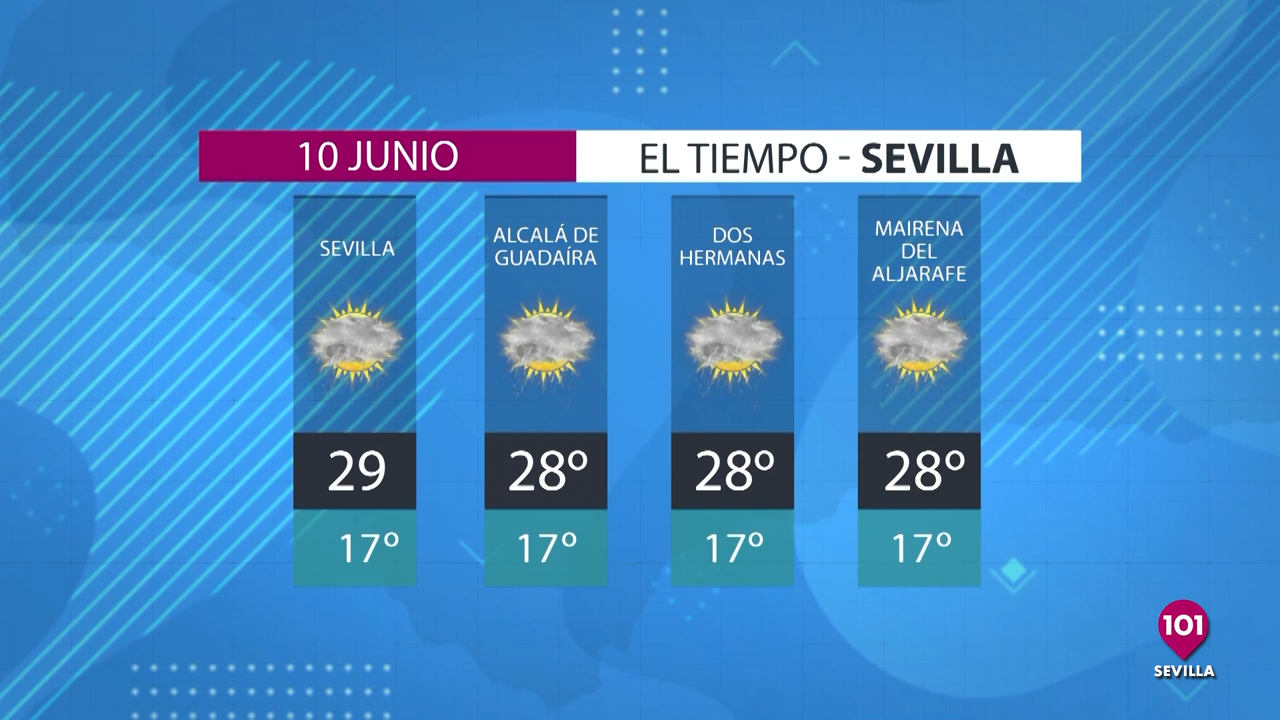 10 JUNIO
EL TIEMPO - SEVILLA
SEVILLA
29
17º
ALCALÁ DE
GUADAÍRA
28º
17º
DOS
HERMANAS
28º
17º
MAIRENA
DEL
ALJARAFE
28º
17º
101
SEVILLA